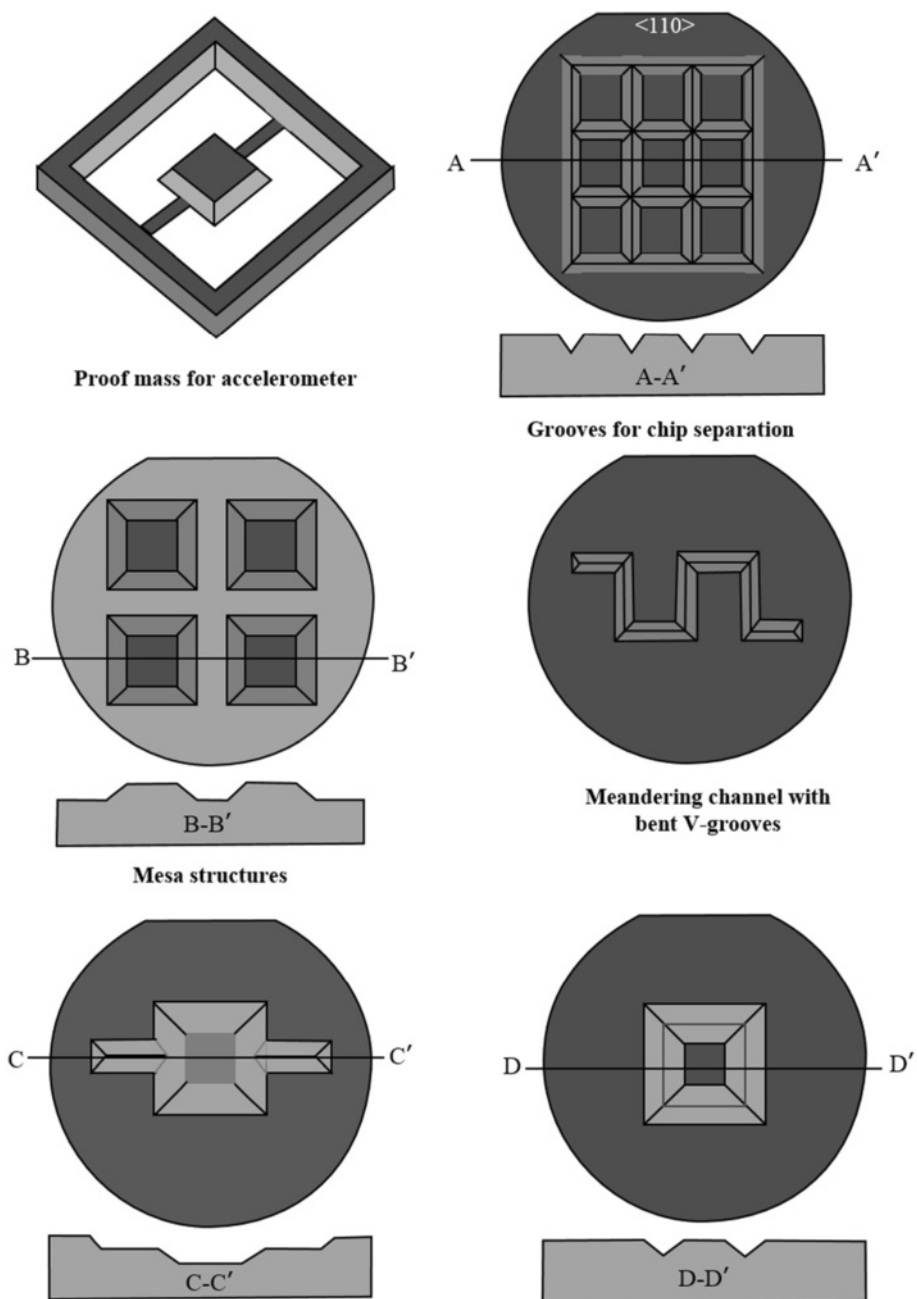 <110>
A
A′
Proof mass for accelerometer
A-A′
Grooves for chip separation
B
B′
B-B′
Mesa structures
Meandering channel with
bent V-grooves
C
C′
D
D′
C-C′
D-D′